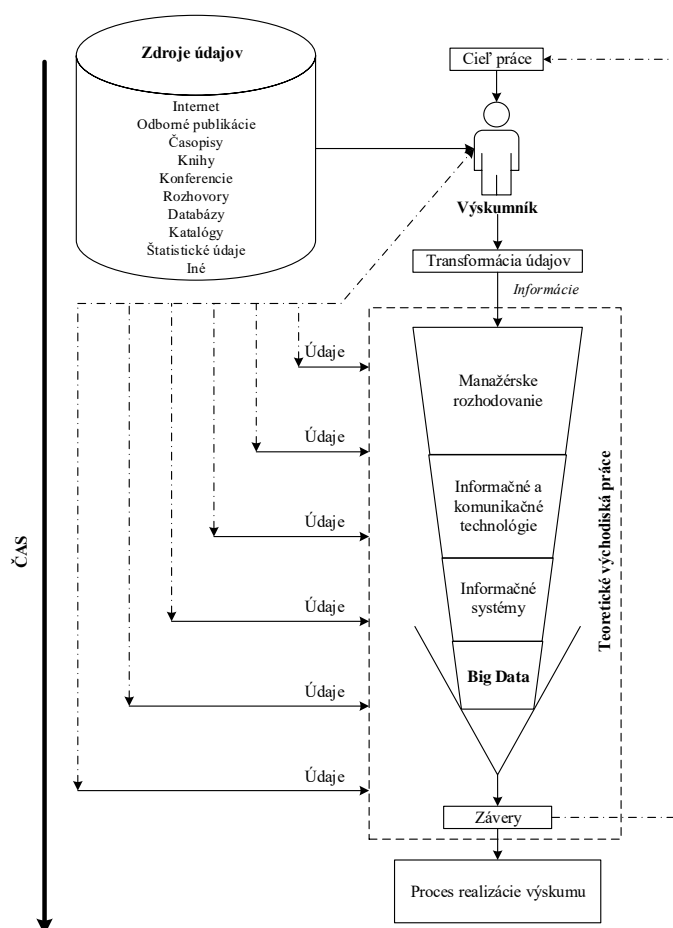 Zdroje údajov
Internet
Odborné publikácie
Časopisy
Knihy
Konferencie
Rozhovory
Databázy
Katalógy
Štatistické údaje
Iné
Cieľ práce
Výskumník
Transformácia údajov
Informácie
Údaje
Údaje
Údaje
Údaje
Údaje
Údaje
Manažérske
rozhodovanie
Informačné a
komunikačné
technológie
Informačné
systémy
Big Data
Teoretické východiská práce
Závery
Proces realizácie výskumu
ČAS